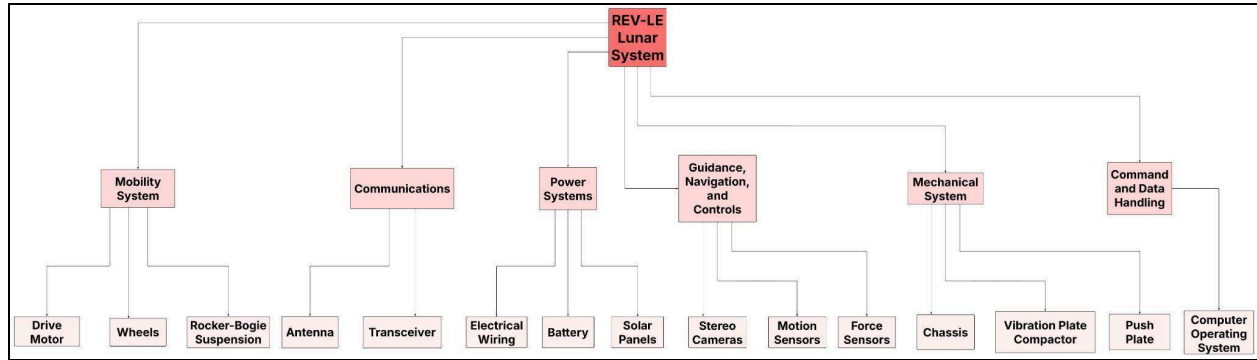 REV-LE
Lunar
System
Mobility
System
Communications
Power
Systems
Guidance,
Navigation,
and
Controls
Mechanical
System
Command
and Data
Handling
Drive
Motor
Wheels
Rocker-Bogie
Suspension
Antenna
Transceiver
Electrical
Wiring
Battery
Solar
Panels
Stereo
Cameras
Motion
Sensors
Force
Sensors
Chassis
Vibration Plate
Compactor
Push
Plate
Computer
Operating
System